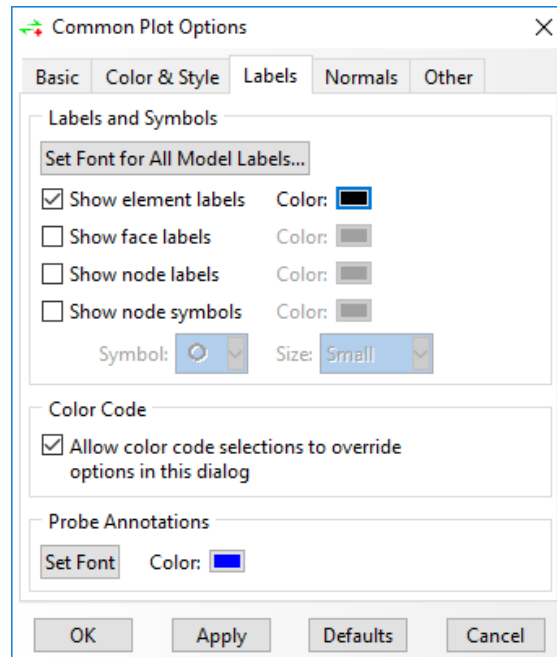 Common Plot Options
Basic Color & Style Labels Normals Other
Labels and Symbols
Set Font for All Model Labels...
Show element labels Color:
Show face labels Color:
Show node labels Color:
Show node symbols Color:
Symbol: Size: Small
Color Code
Allow color code selections to override
options in this dialog
Probe Annotations
Set Font Color:
OK Apply Defaults Cancel